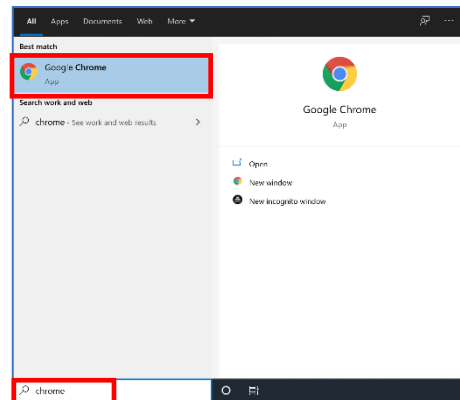 All Apps Documents Web More
Best match
Google Chrome
App
Search work and web
chrome - See work and web results
Google Chrome
App
Open
New window
New incognito window
chrome